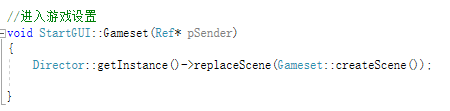 //进入游戏设置
void StartGUI::Gameset(Ref* pSender)
{
Director::getInstance()->replaceScene(Gameset::createScene());
}